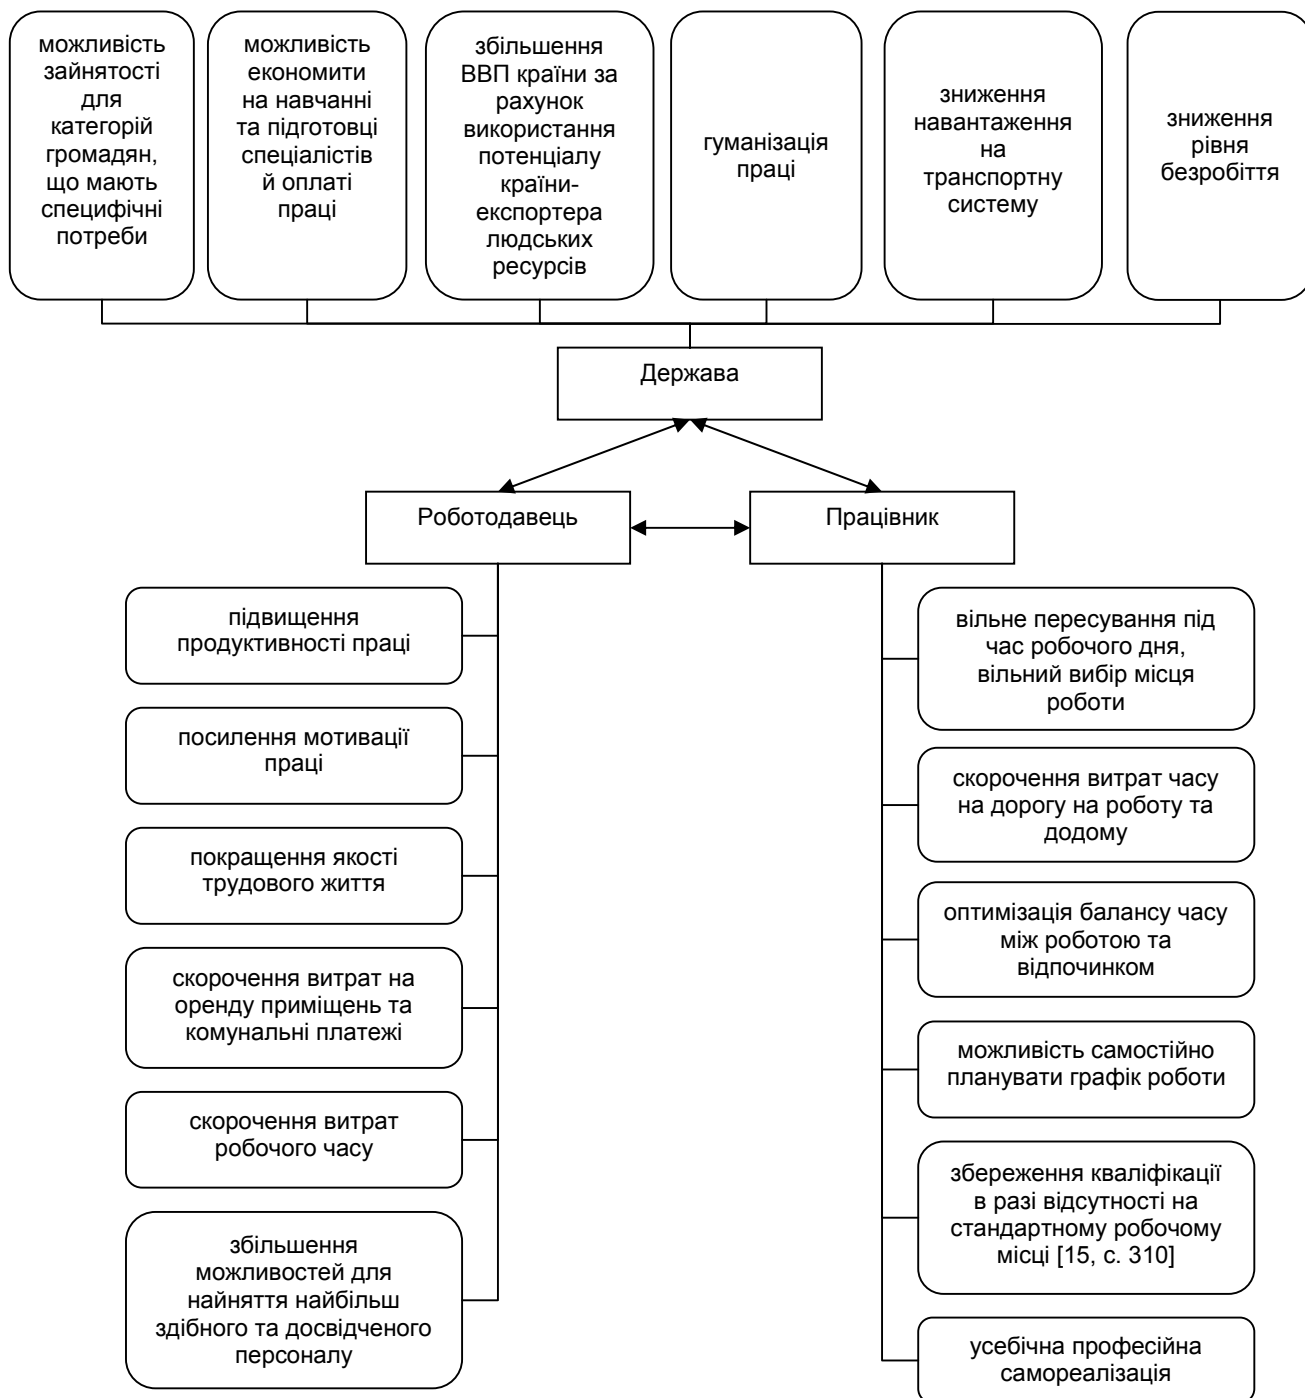 можливість
зайнятості
для
категорій
громадян,
що мають
специфічні
потреби
можливість
економити
на навчанні
та підготовці
спеціалістів
й оплаті
праці
збільшення
ВВП країни за
рахунок
використання
потенціалу
країни-
експортера
людських
ресурсів
гуманізація
праці
зниження
навантаження
на
транспортну
систему
зниження
рівня
безробіття
Держава
Роботодавець
Працівник
підвищення
продуктивності праці
посилення мотивації
праці
покращення якості
трудового життя
скорочення витрат на
оренду приміщень та
комунальні платежі
скорочення витрат
робочого часу
збільшення
можливостей для
найняття найбільш
здібного та досвідченого
персоналу
вільне пересування під
час робочого дня,
вільний вибір місця
роботи
скорочення витрат часу
на дорогу на роботу та
додому
оптимізація балансу часу
між роботою та
відпочинком
можливість самостійно
планувати графік роботи
збереження кваліфікації
в разі відсутності на
стандартному робочому
місці [15, с. 310]
усебічна професійна
самореалізація